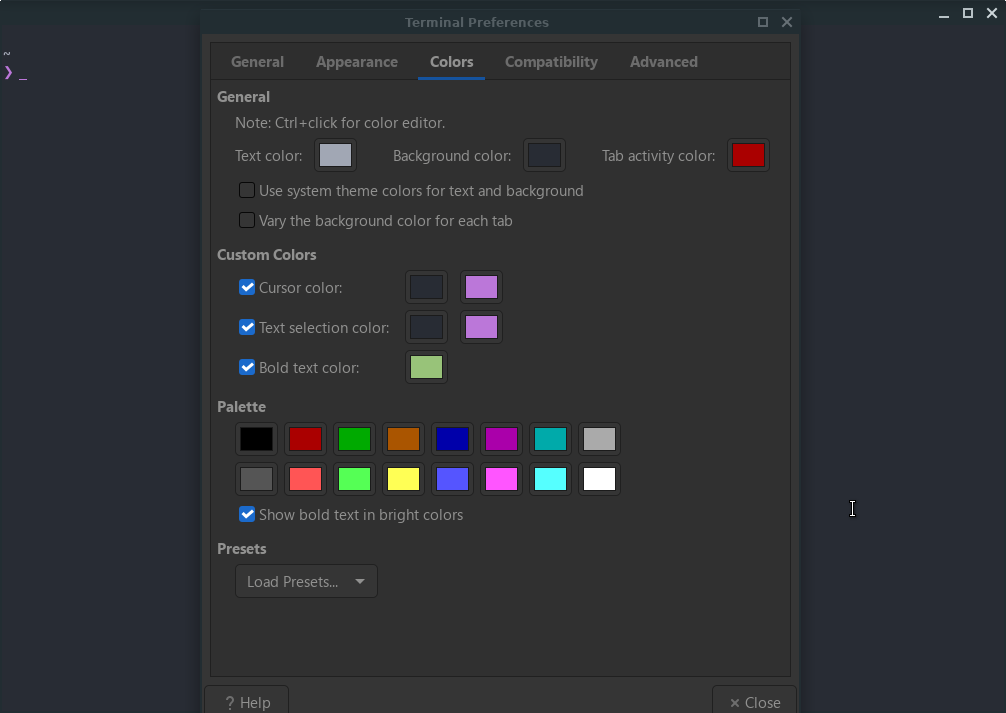 Terminal Preferences
~
❯ _
General Appearance Colors Compatibility Advanced
General
Note: Ctrl+click for color editor.
Text color: Background color: Tab activity color:
Use system theme colors for text and background
Vary the background color for each tab
Custom Colors
Cursor color:
Text selection color:
Bold text color:
Palette
Show bold text in bright colors
Presets
Load Presets...
? Help × Close